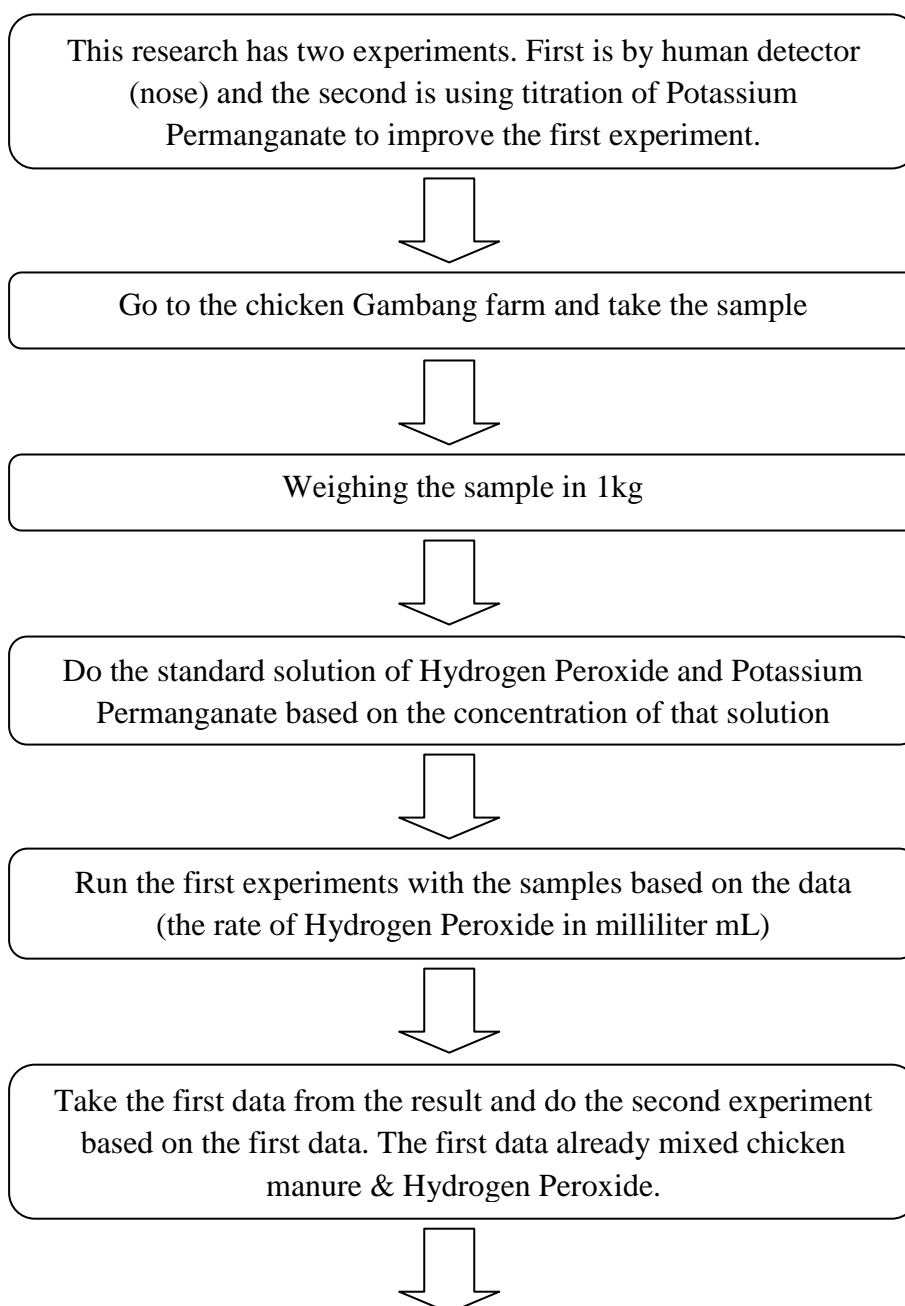 This research has two experiments. First is by human detector
(nose) and the second is using titration of Potassium
Permanganate to improve the first experiment.
Go to the chicken Gambang farm and take the sample
Weighing the sample in 1kg
Do the standard solution of Hydrogen Peroxide and Potassium
Permanganate based on the concentration of that solution
Run the first experiments with the samples based on the data
(the rate of Hydrogen Peroxide in milliliter mL)
Take the first data from the result and do the second experiment
based on the first data. The first data already mixed chicken
manure & Hydrogen Peroxide.